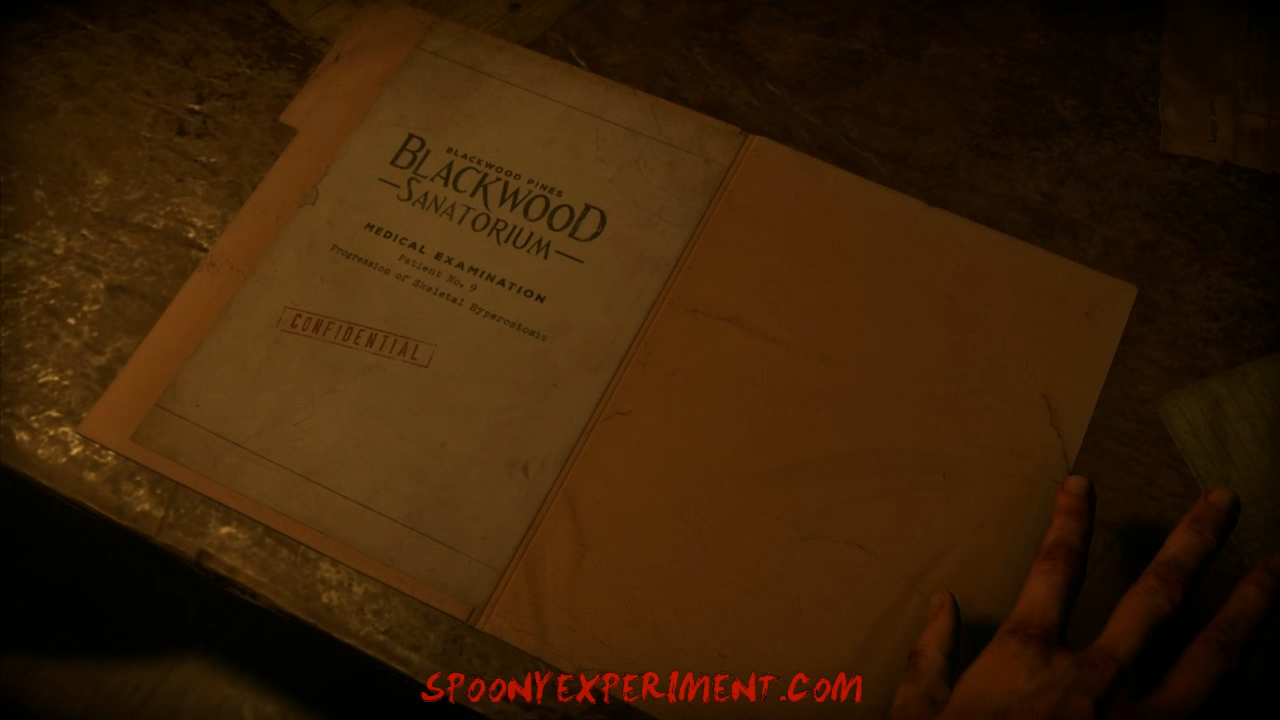 BLACKWOOD PINES
BLACKWOOD
SANATORIUM
MEDICAL EXAMINATION
Patient No. 9
Progression of Skeletal Hyperostosis
CONFIDENTIAL
SPOONYEXPERIMENT.COM